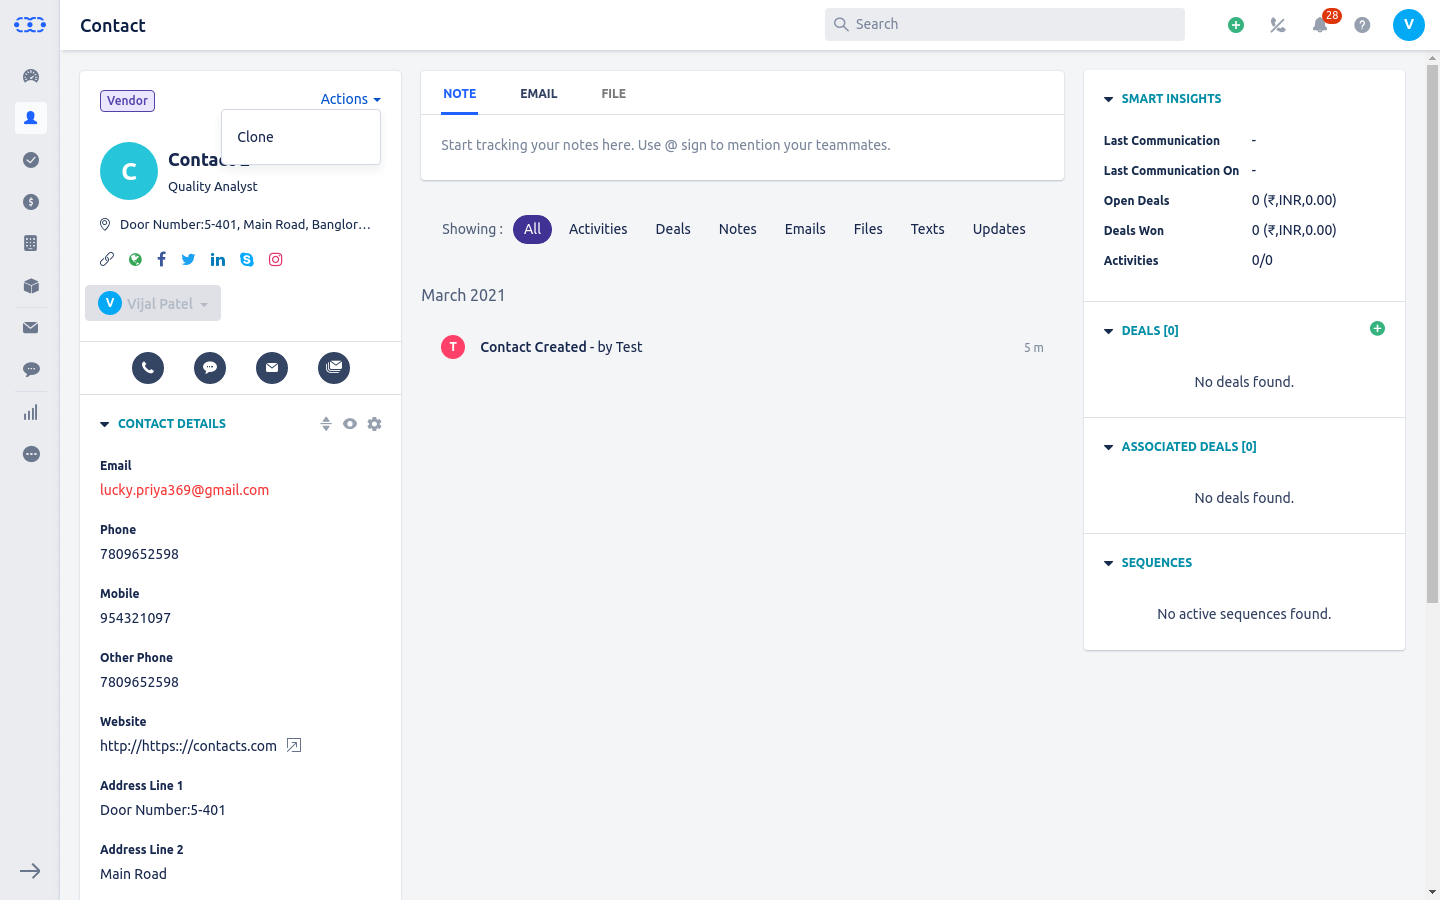 Contact
Search
28
V
Vendor
Actions
Clone
C
Quality Analyst
Door Number:5-401, Main Road, Banglor...
V Vijal Patel
CONTACT DETAILS
Email
lucky.priya369@gmail.com
Phone
7809652598
Mobile
954321097
Other Phone
7809652598
Website
http://https:://contacts.com
Address Line 1
Door Number:5-401
Address Line 2
Main Road
NOTE EMAIL FILE
Start tracking your notes here. Use @ sign to mention your teammates.
Showing : All Activities Deals Notes Emails Files Texts Updates
March 2021
T Contact Created - by Test 5 m
SMART INSIGHTS
Last Communication -
Last Communication On -
Open Deals 0 (₹,INR,0.00)
Deals Won 0 (₹,INR,0.00)
Activities 0/0
DEALS [0]
No deals found.
ASSOCIATED DEALS [0]
No deals found.
SEQUENCES
No active sequences found.